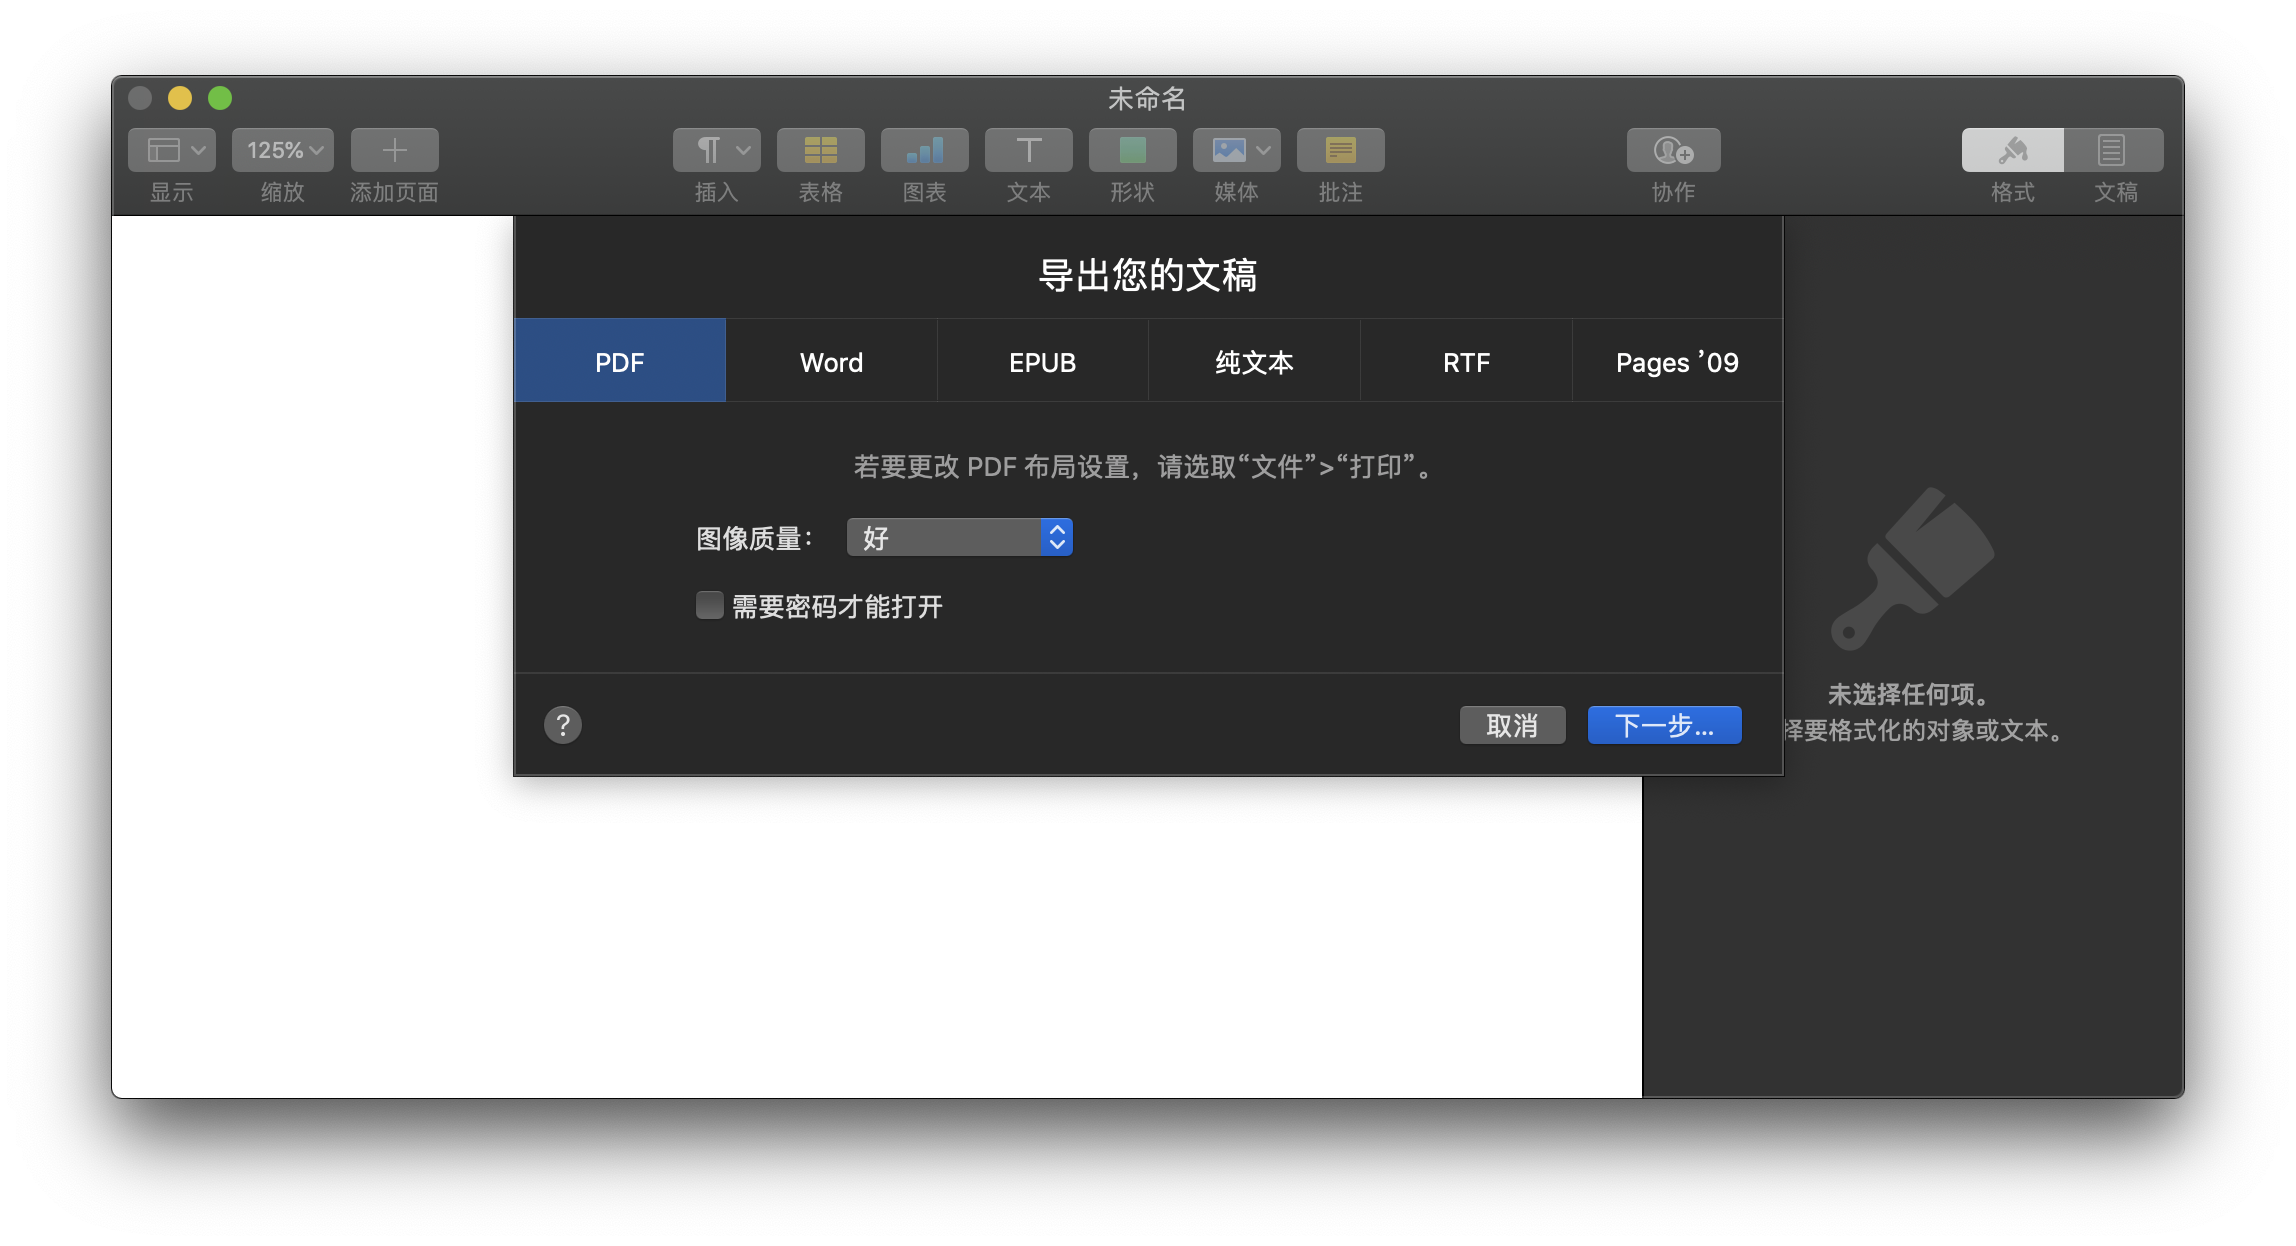 未命名
125%
显示 缩放 添加页面 插入 表格 图表 文本 形状 媒体 批注 协作 格式 文稿
导出您的文稿
PDF Word EPUB 纯文本 RTF Pages ’09
若要更改 PDF 布局设置，请选取“文件”>“打印”。
图像质量： 好
需要密码才能打开
? 取消 下一步...
未选择任何项。
择要格式化的对象或文本。